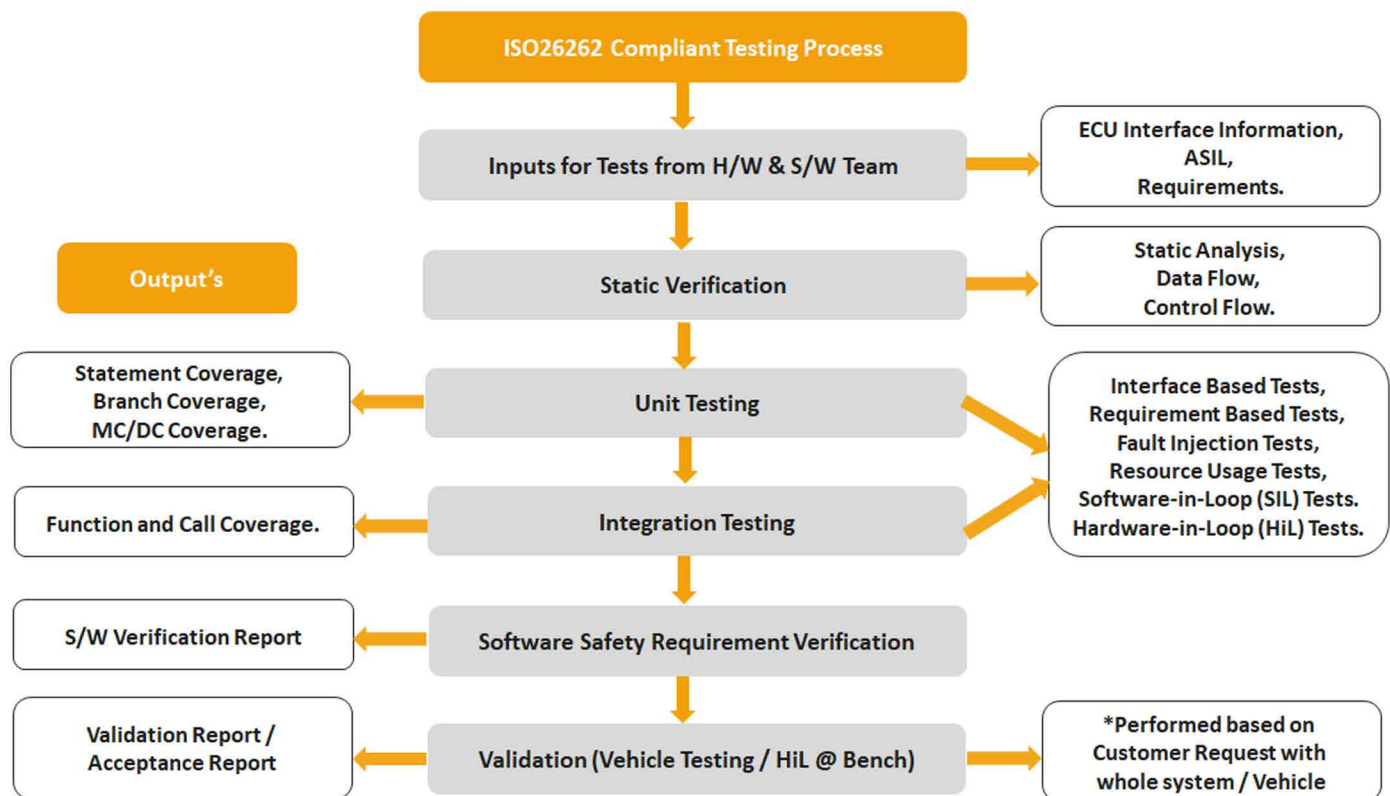 ISO26262 Compliant Testing Process
Inputs for Tests from H/W & S/W Team
ECU Interface Information,
ASIL,
Requirements.
Output's
Static Verification
Static Analysis,
Data Flow,
Control Flow.
Statement Coverage,
Branch Coverage,
MC/DC Coverage.
Unit Testing
Interface Based Tests,
Requirement Based Tests,
Fault Injection Tests,
Resource Usage Tests,
Software-in-Loop (SIL) Tests.
Hardware-in-Loop (HiL) Tests.
Function and Call Coverage.
Integration Testing
S/W Verification Report
Software Safety Requirement Verification
Validation Report /
Acceptance Report
Validation (Vehicle Testing / HiL @ Bench)
*Performed based on
Customer Request with
whole system / Vehicle